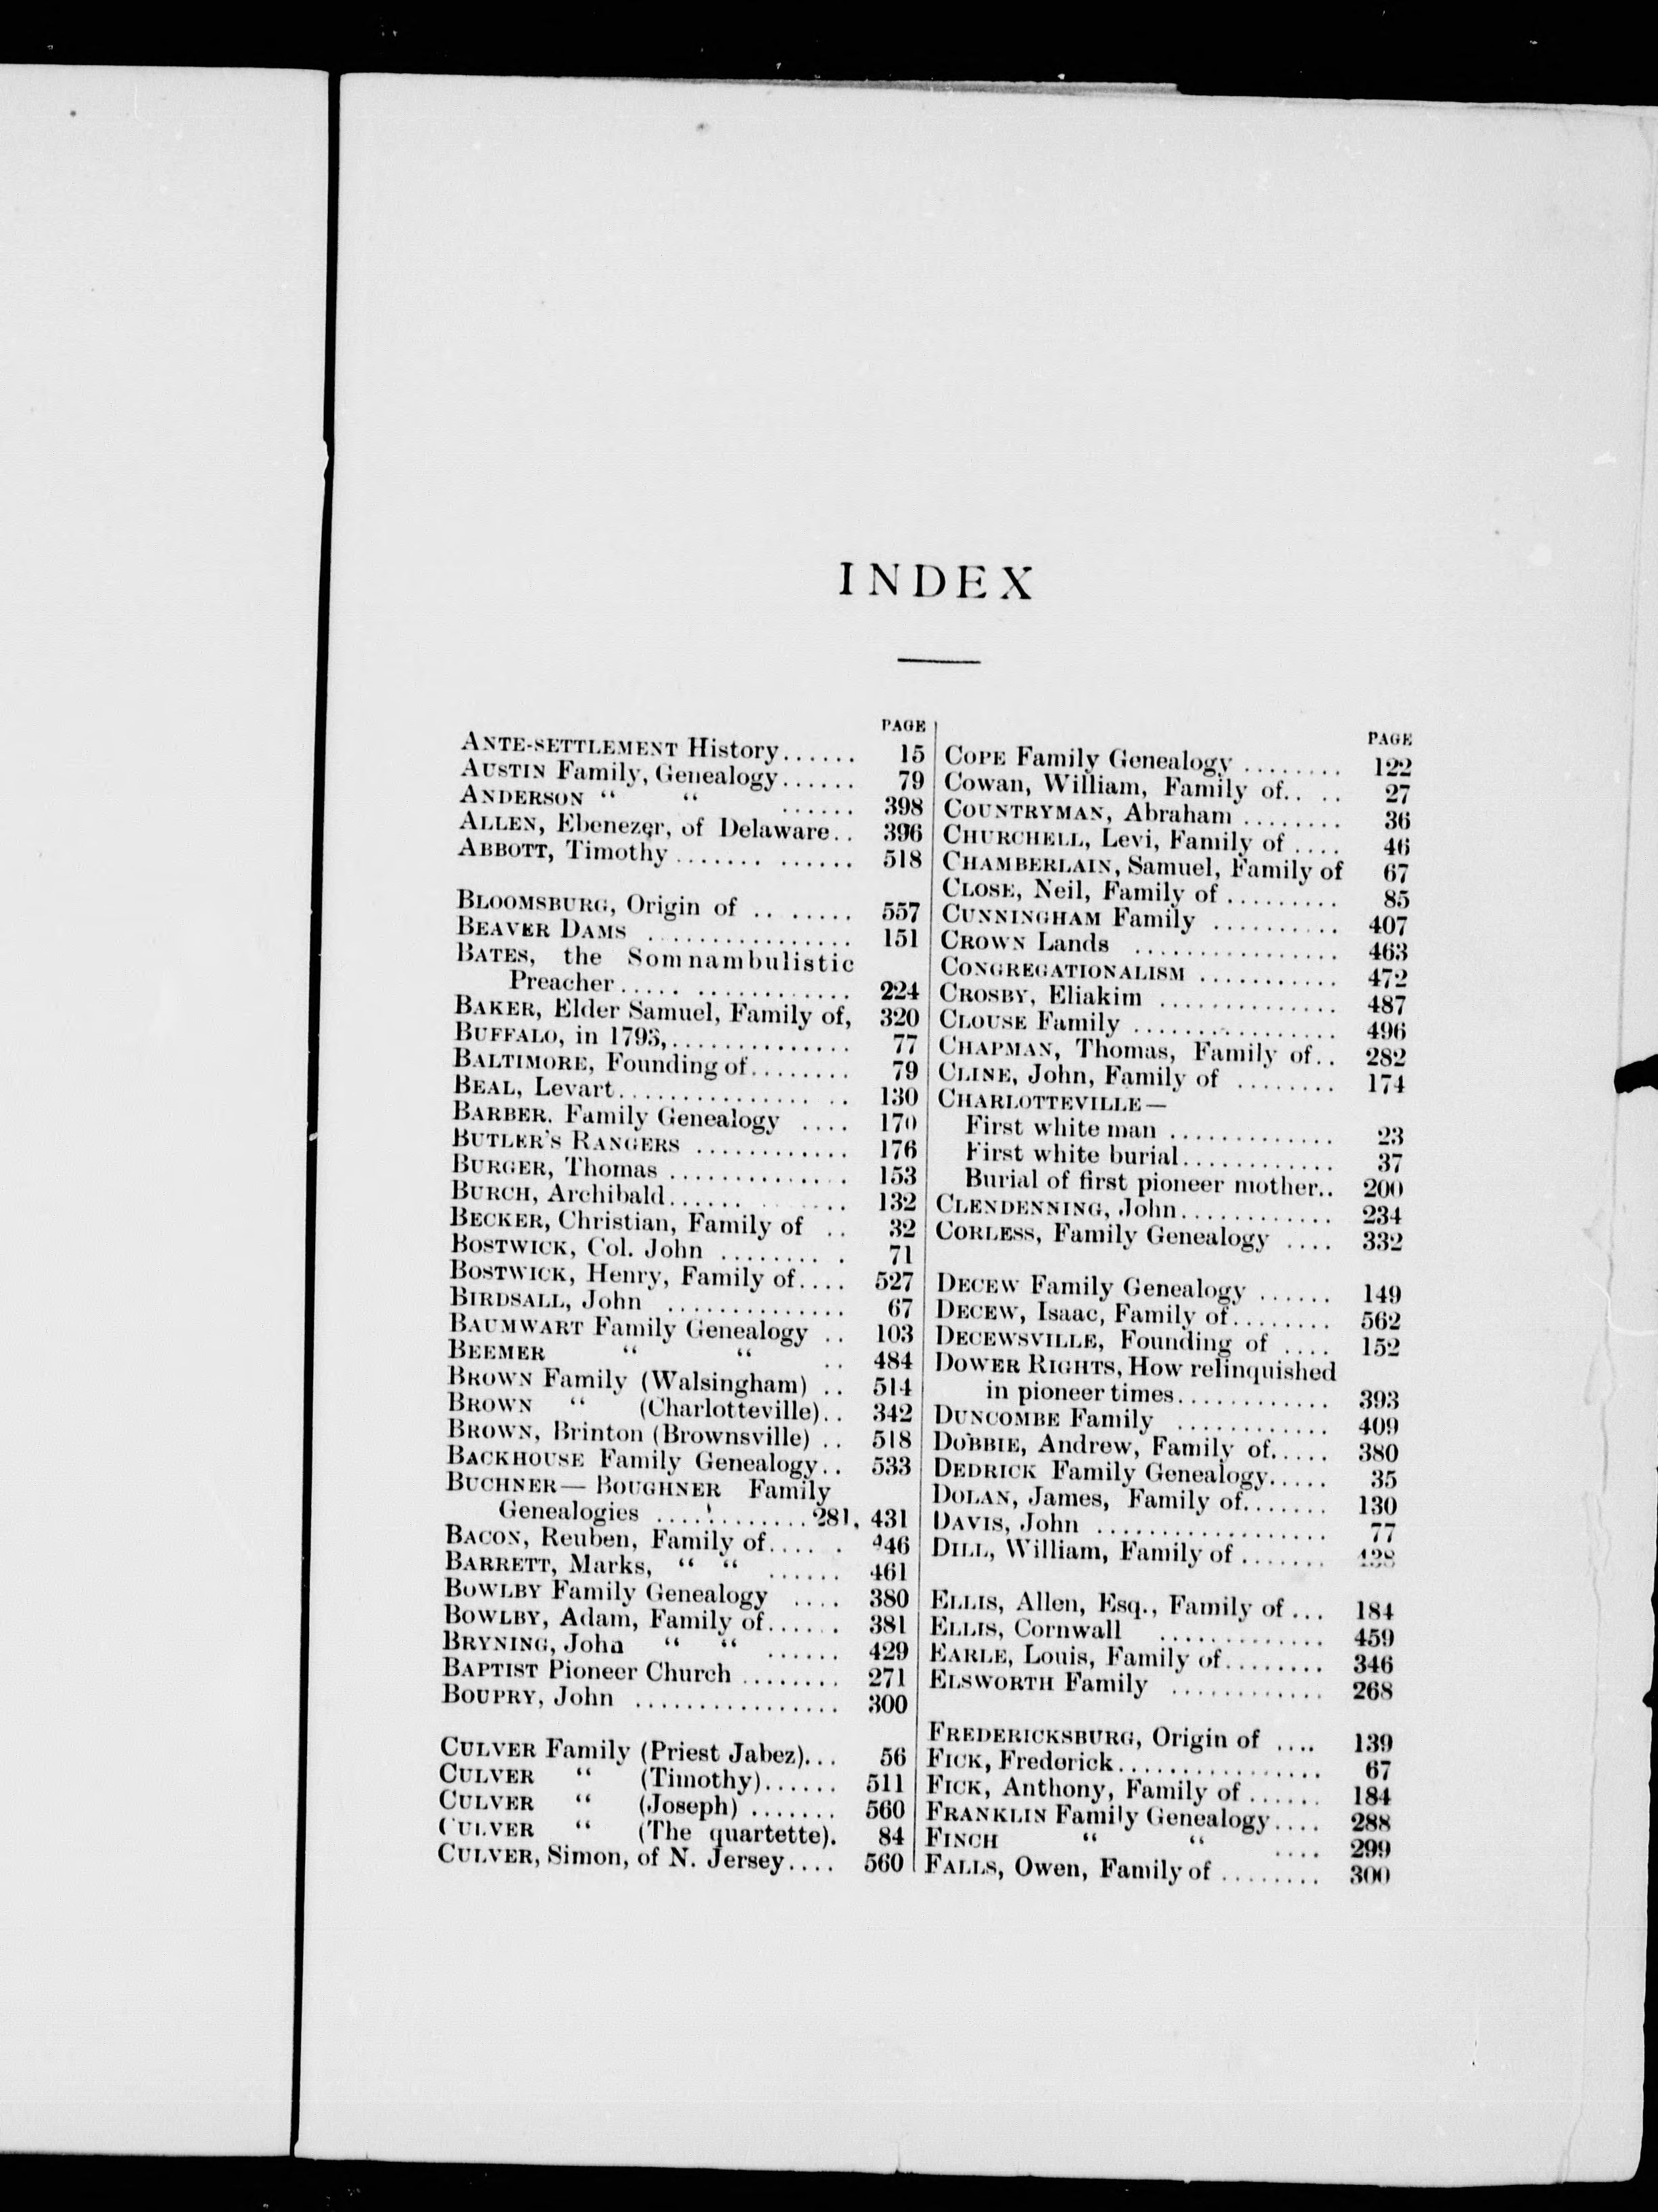 INDEX
PAGE
ANTE-SETTLEMENT History...... 15
AUSTIN Family, Genealogy...... 79
ANDERSON “ “ ...... 398
ALLEN, Ebenezer, of Delaware.. 396
ABBOTT, Timothy ............. 518
BLOOMSBURG, Origin of ........ 557
BEAVER DAMS ................ 151
BATES, the Somnambulistic
Preacher................. 224
BAKER, Elder Samuel, Family of, 320
BUFFALO, in 1793,.............. 77
BALTIMORE, Founding of........ 79
BEAL, Levart................. 130
BARBER. Family Genealogy .... 170
BUTLER'S RANGERS ............ 176
BURGER, Thomas .............. 153
BURCH, Archibald............. 132
BECKER, Christian, Family of .. 32
BOSTWICK, Col. John .......... 71
BOSTWICK, Henry, Family of.... 527
BIRDSALL, John .............. 67
BAUMWART Family Genealogy .. 103
BEEMER “ “ .. 484
BROWN Family (Walsingham) .. 514
BROWN “ (Charlotteville).. 342
BROWN, Brinton (Brownsville) .. 518
BACKHOUSE Family Genealogy.. 533
BUCHNER— BOUGHNER Family
Genealogies ............281, 431
BACON, Reuben, Family of..... 446
BARRETT, Marks, “ “ ...... 461
BOWLBY Family Genealogy .... 380
BOWLBY, Adam, Family of...... 381
BRYNING, John “ “ ...... 429
BAPTIST Pioneer Church ........ 271
BOUPRY, John ................ 300
CULVER Family (Priest Jabez)... 56
CULVER “ (Timothy)...... 511
CULVER “ (Joseph) ....... 560
CULVER “ (The quartette). 84
CULVER, Simon, of N. Jersey.... 560
PAGE
COPE Family Genealogy ........ 122
Cowan, William, Family of.. .. 27
COUNTRYMAN, Abraham ........ 36
CHURCHELL, Levi, Family of .... 46
CHAMBERLAIN, Samuel, Family of 67
CLOSE, Neil, Family of ......... 85
CUNNINGHAM Family .......... 407
CROWN Lands ................ 463
CONGREGATIONALISM ........... 472
CROSBY, Eliakim .............. 487
CLOUSE Family ................ 496
CHAPMAN, Thomas, Family of.. 282
CLINE, John, Family of ........ 174
CHARLOTTEVILLE—
First white man ............. 23
First white burial............ 37
Burial of first pioneer mother.. 200
CLENDENNING, John............ 234
CORLESS, Family Genealogy .... 332
DECEW Family Genealogy ...... 149
DECEW, Isaac, Family of........ 562
DECEWSVILLE, Founding of .... 152
DOWER RIGHTS, How relinquished
in pioneer times............ 393
DUNCOMBE Family ............ 409
DOBBIE, Andrew, Family of..... 380
DEDRICK Family Genealogy..... 35
DOLAN, James, Family of....... 130
DAVIS, John .................. 77
DILL, William, Family of ....... 438
ELLIS, Allen, Esq., Family of ... 184
ELLIS, Cornwall ............. 459
EARLE, Louis, Family of........ 346
ELSWORTH Family ............ 268
FREDERICKSBURG, Origin of .... 139
FICK, Frederick................ 67
FICK, Anthony, Family of ...... 184
FRANKLIN Family Genealogy.... 288
FINCH “ “ .... 299
FALLS, Owen, Family of ........ 300